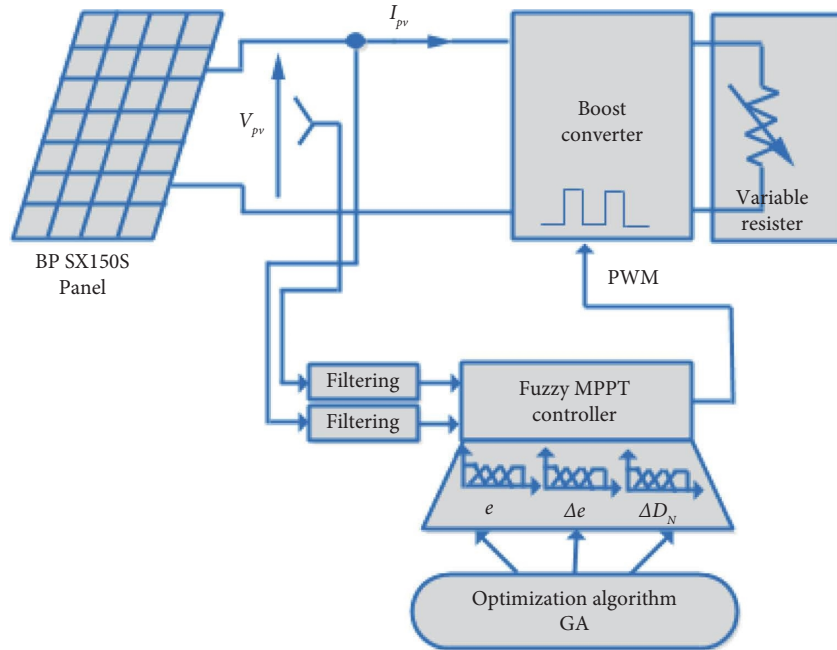 I_pv
V_pv
Boost
converter
Variable
resister
BP SX150S
Panel
PWM
Filtering
Filtering
Fuzzy MPPT
controller
e
Δe
ΔD_N
Optimization algorithm
GA